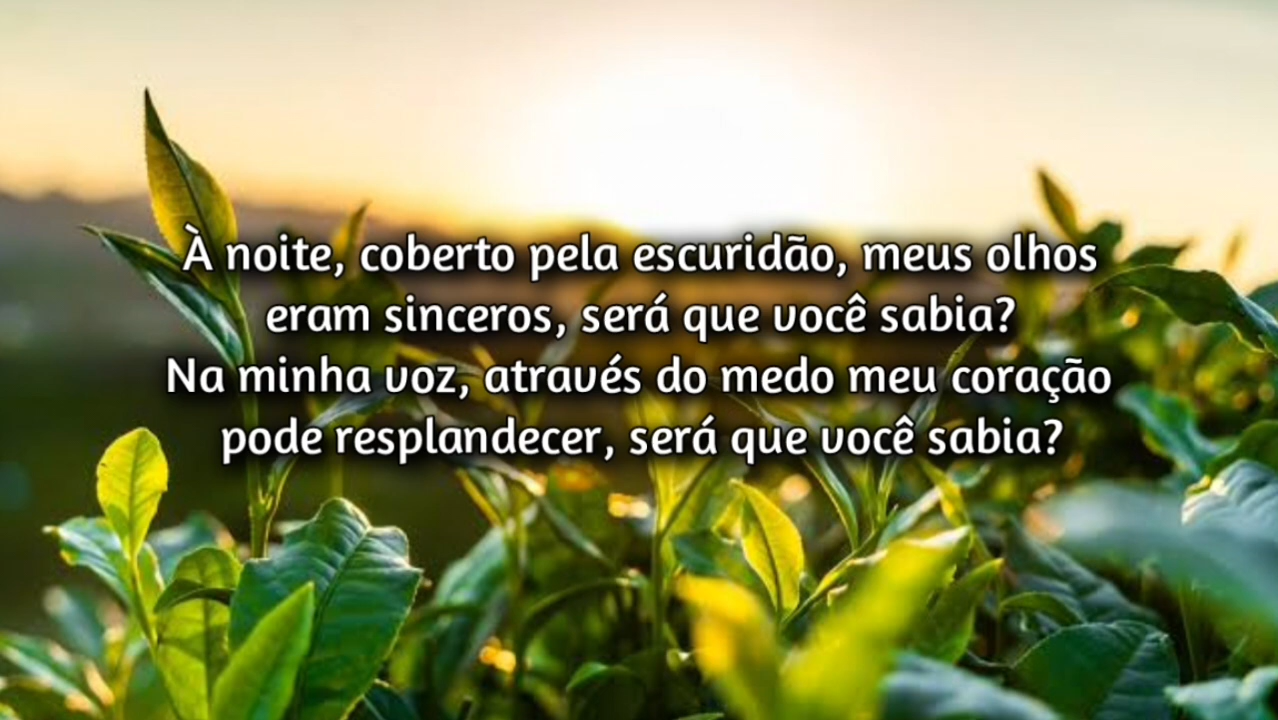 À noite, coberto pela escuridão, meus olhos
eram sinceros, será que você sabia?
Na minha voz, através do medo meu coração
pode resplandecer, será que você sabia?